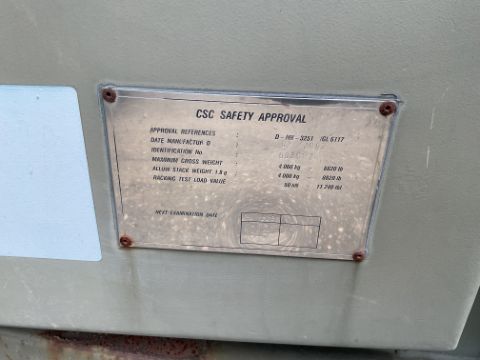 CSC SAFETY APPROVAL
APPROVAL REFERENCES : D-HH-3251 /GL 6117
DATE MANUFACTUR D :
IDENTIFICATION No. :
MAXIMUM GROSS WEIGHT : 4.000 kg - 8820 lb
ALLOW STACK WEIGHT 1.8 g : 4.000 kg - 8820 lb
RACKING TEST LOAD VALUE : 50 kN - 11 240 lbf
NEXT EXAMINATION DATE